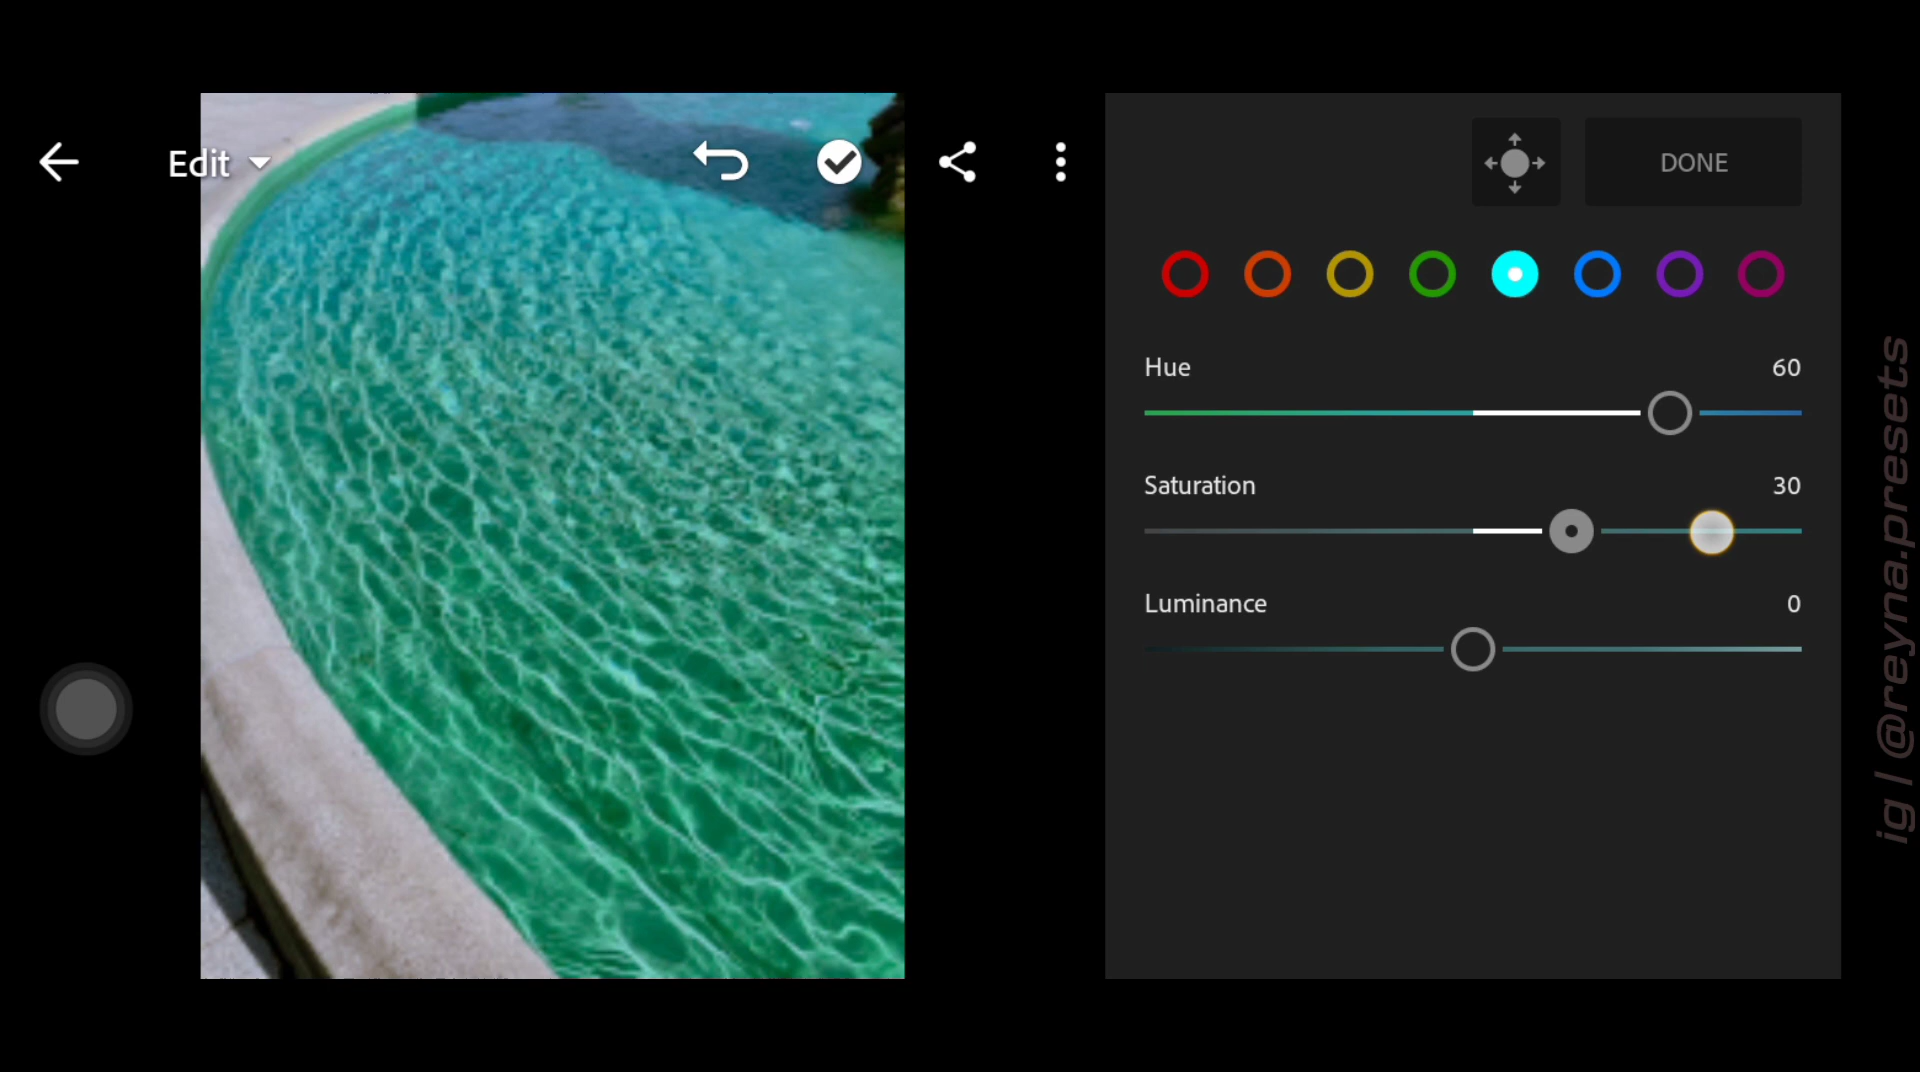 Edit
DONE
Hue 60
Saturation 30
Luminance 0
ig | @reyna.presets